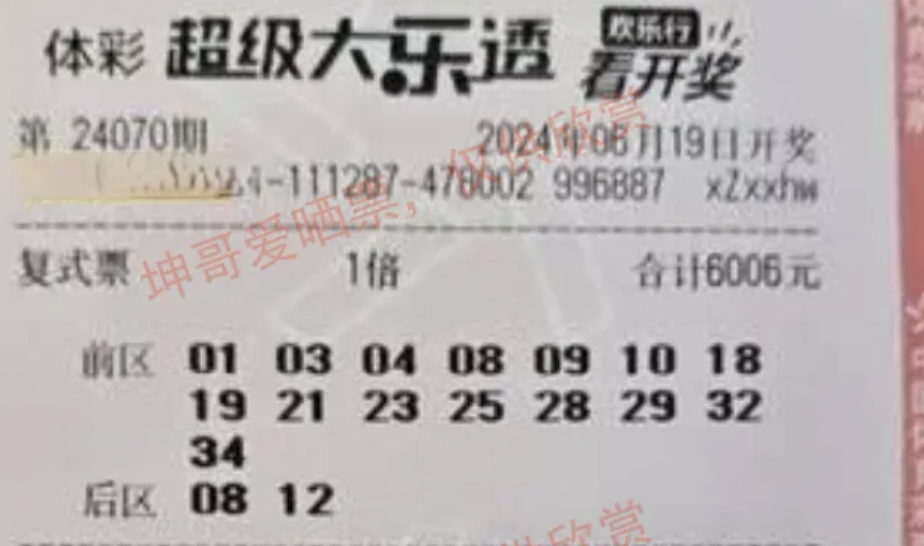 体彩 超级大乐透 欢乐行 看开奖
第 24070期 2024年06月19日开奖
-111287-478002 996887 xZxxhw
坤哥爱晒票,仅供欣赏
复式票 1倍 合计6006元
前区 01 03 04 08 09 10 18
19 21 23 25 28 29 32
34
后区 08 12
供欣赏